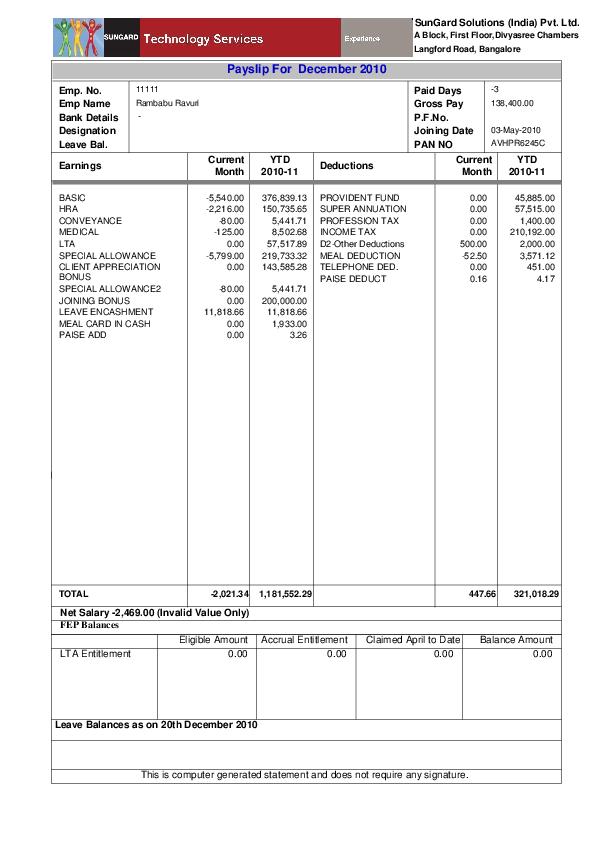 SUNGARD Technology Services Experience
SunGard Solutions (India) Pvt. Ltd.
A Block, First Floor,Divyasree Chambers
Langford Road, Bangalore
Payslip For December 2010
Emp. No. 11111 Paid Days -3
Emp Name Rambabu Ravuri Gross Pay 138,400.00
Bank Details - P.F.No.
Designation Joining Date 03-May-2010
Leave Bal. PAN NO AVHPR6245C
Earnings Current Month YTD 2010-11 Deductions Current Month YTD 2010-11
BASIC -5,540.00 376,839.13 PROVIDENT FUND 0.00 45,885.00
HRA -2,216.00 150,735.65 SUPER ANNUATION 0.00 57,515.00
CONVEYANCE -80.00 5,441.71 PROFESSION TAX 0.00 1,400.00
MEDICAL -125.00 8,502.68 INCOME TAX 0.00 210,192.00
LTA 0.00 57,517.89 D2-Other Deductions 500.00 2,000.00
SPECIAL ALLOWANCE -5,799.00 219,733.32 MEAL DEDUCTION -52.50 3,571.12
CLIENT APPRECIATION 0.00 143,585.28 TELEPHONE DED. 0.00 451.00
BONUS PAISE DEDUCT 0.16 4.17
SPECIAL ALLOWANCE2 -80.00 5,441.71
JOINING BONUS 0.00 200,000.00
LEAVE ENCASHMENT 11,818.66 11,818.66
MEAL CARD IN CASH 0.00 1,933.00
PAISE ADD 0.00 3.26
TOTAL -2,021.34 1,181,552.29 447.66 321,018.29
Net Salary -2,469.00 (Invalid Value Only)
FEP Balances
Eligible Amount Accrual Entitlement Claimed April to Date Balance Amount
LTA Entitlement 0.00 0.00 0.00 0.00
Leave Balances as on 20th December 2010
This is computer generated statement and does not require any signature.